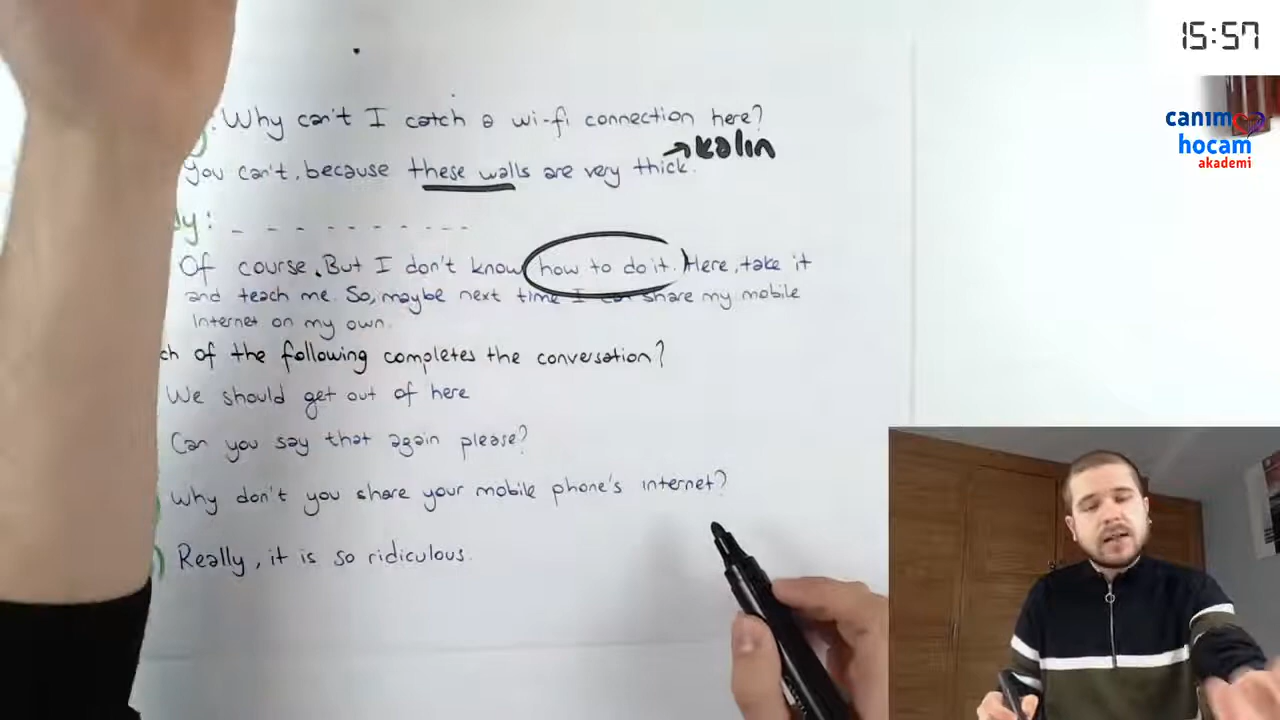 15:57
canım
hocam
akademi
Why can't I catch a wi-fi connection here?
kalın
You can't, because these walls are very thick.
dy: - - - - - - - - - - -
Of course. But I don't know how to do it. Here, take it
and teach me. So, maybe next time I can share my mobile
Internet on my own.
ch of the following completes the conversation?
We should get out of here
Can you say that again please?
Why don't you share your mobile phone's internet?
Really, it is so ridiculous.